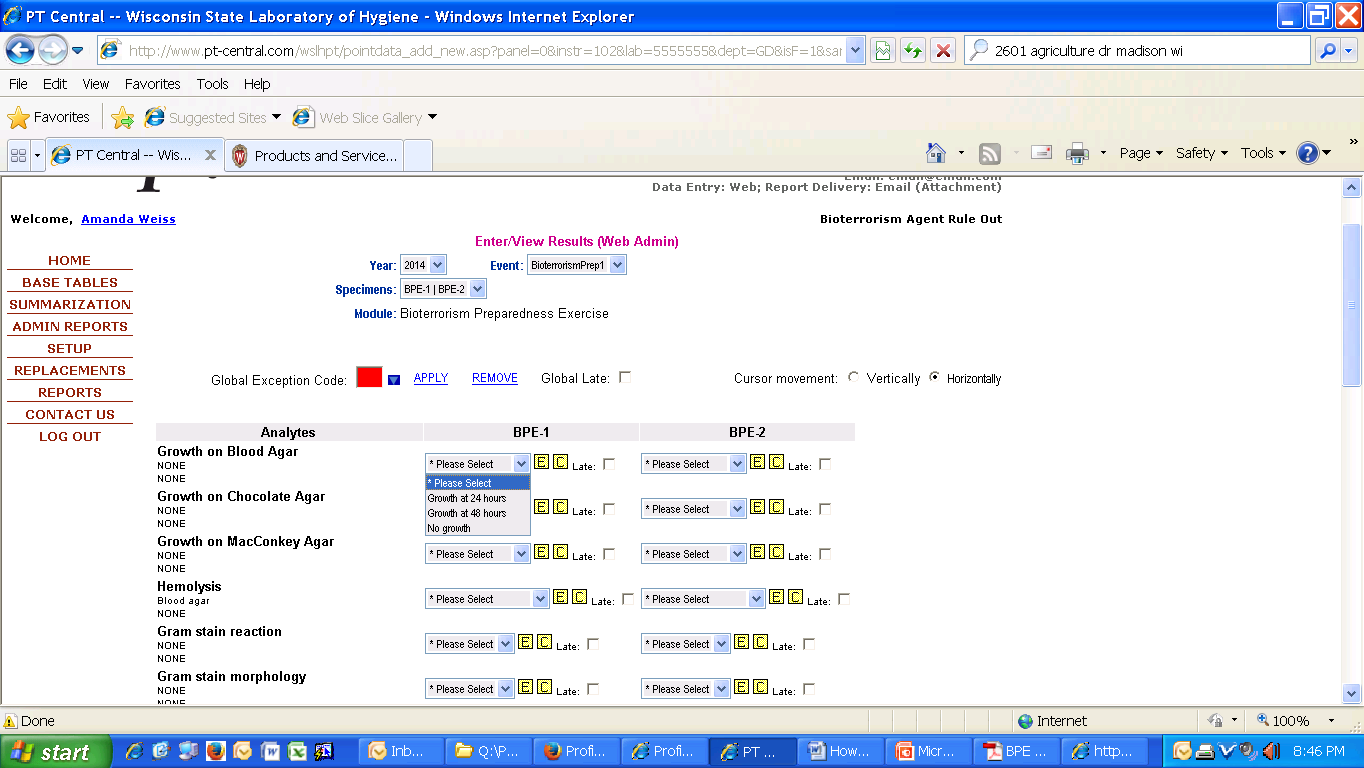 PT Central -- Wisconsin State Laboratory of Hygiene - Windows Internet Explorer
http://www.pt-central.com/wslhpt/pointdata_add_new.asp?panel=0&instr=102&lab=5555555&dept=GD&isF=1&sar
2601 agriculture dr madison wi
File Edit View Favorites Tools Help
Favorites Suggested Sites Web Slice Gallery
PT Central -- Wis... X Products and Service... Page Safety Tools »
Data Entry: Web; Report Delivery: Email (Attachment)
Welcome, Amanda Weiss Bioterrorism Agent Rule Out
Enter/View Results (Web Admin)
HOME
BASE TABLES
SUMMARIZATION
ADMIN REPORTS
SETUP
REPLACEMENTS
REPORTS
CONTACT US
LOG OUT
Year: 2014 Event: BioterrorismPrep1
Specimens: BPE-1 | BPE-2
Module: Bioterrorism Preparedness Exercise
Global Exception Code: APPLY REMOVE Global Late: Cursor movement: Vertically Horizontally
Analytes BPE-1 BPE-2
Growth on Blood Agar
NONE
NONE
* Please Select E C Late: * Please Select E C Late:
* Please Select
Growth at 24 hours
Growth at 48 hours
No growth
Growth on Chocolate Agar
NONE
NONE
E C Late: * Please Select E C Late:
Growth on MacConkey Agar
NONE
NONE
* Please Select E C Late: * Please Select E C Late:
Hemolysis
Blood agar
NONE
* Please Select E C Late: * Please Select E C Late:
Gram stain reaction
NONE
NONE
* Please Select E C Late: * Please Select E C Late:
Gram stain morphology
NONE
NONE
* Please Select E C Late: * Please Select E C Late:
Done Internet 100%
start Inb... Q:\P... Profi... Profi... PT ... How... Micr... BPE ... http... 8:46 PM